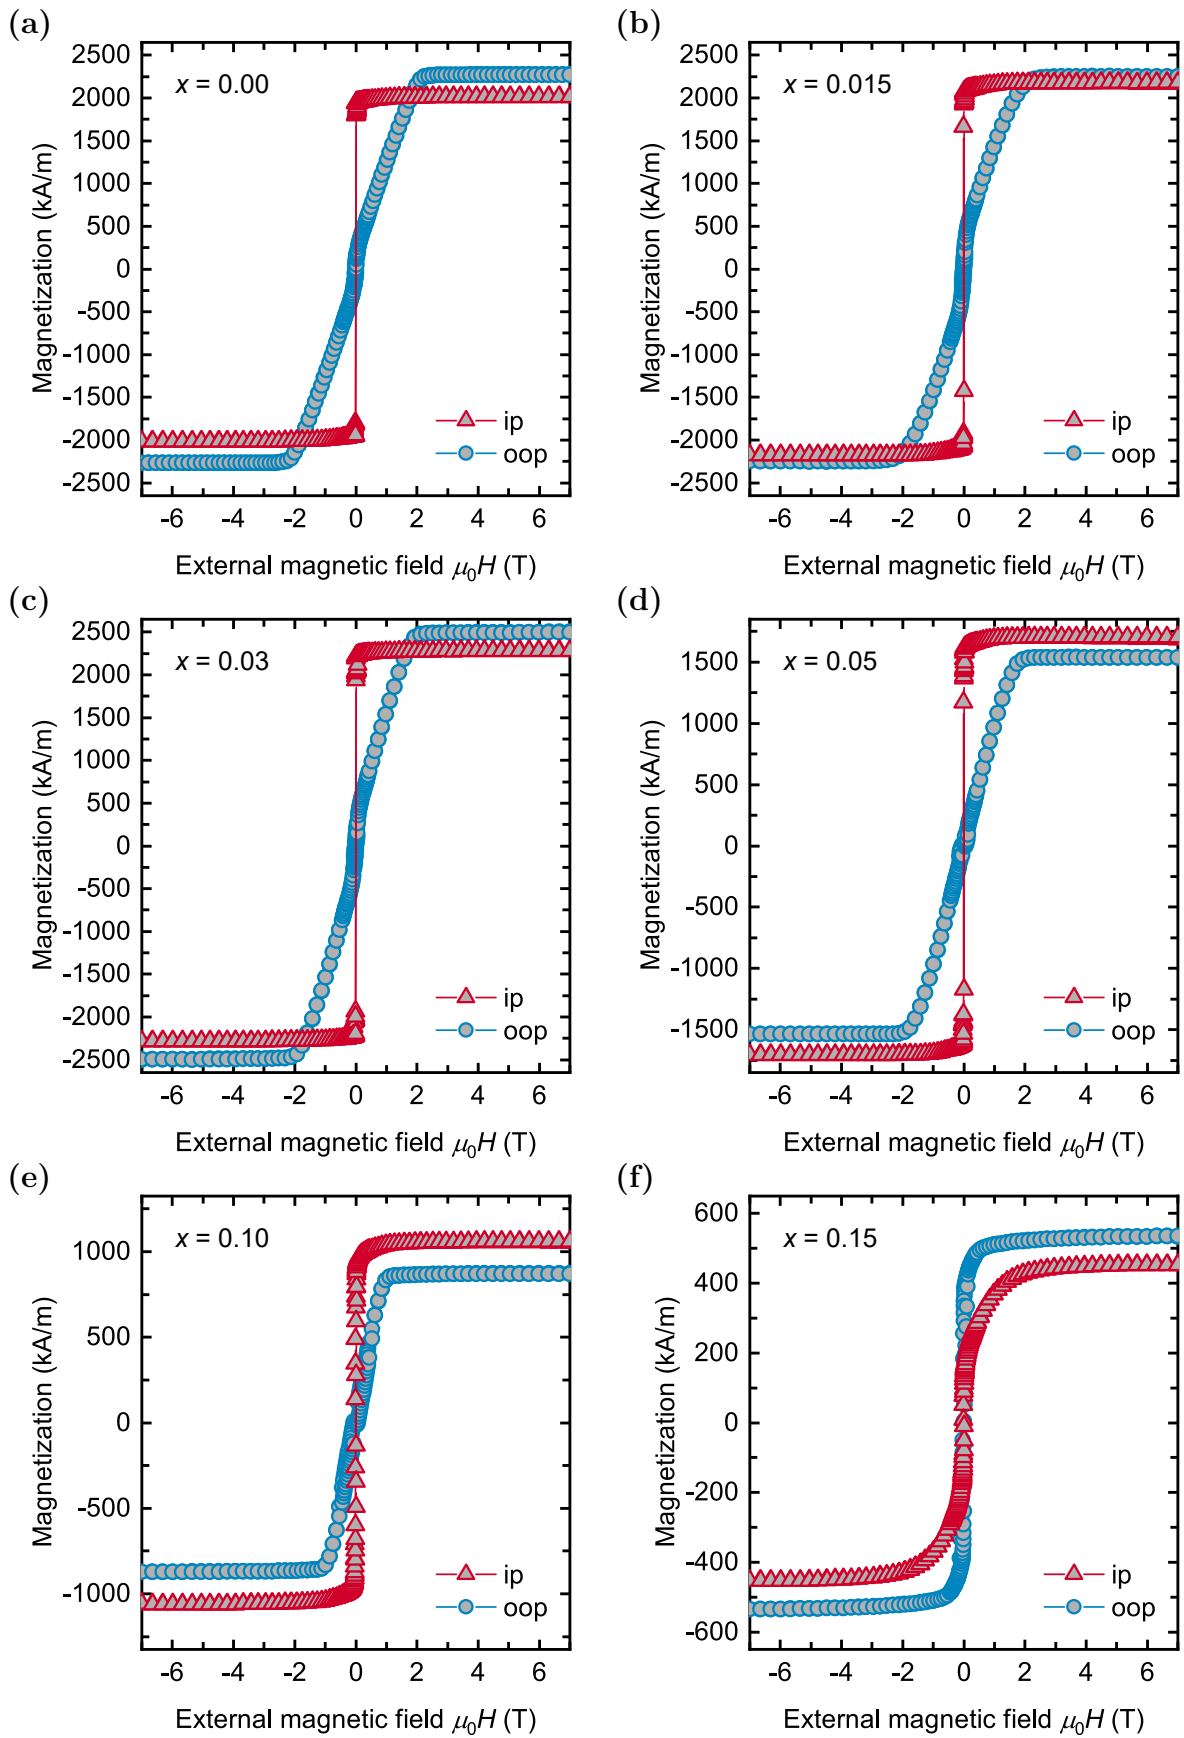 (a)
(b)
x = 0.00
x = 0.015
2500
2000
1500
1000
500
0
-500
-1000
-1500
-2000
-2500
Magnetization (kA/m)
ip
oop
-6 -4 -2 0 2 4 6
External magnetic field μ0H (T)
2500
2000
1500
1000
500
0
-500
-1000
-1500
-2000
-2500
Magnetization (kA/m)
ip
oop
-6 -4 -2 0 2 4 6
External magnetic field μ0H (T)
(c)
(d)
x = 0.03
x = 0.05
2500
2000
1500
1000
500
0
-500
-1000
-1500
-2000
-2500
Magnetization (kA/m)
ip
oop
-6 -4 -2 0 2 4 6
External magnetic field μ0H (T)
1500
1000
500
0
-500
-1000
-1500
Magnetization (kA/m)
ip
oop
-6 -4 -2 0 2 4 6
External magnetic field μ0H (T)
(e)
(f)
x = 0.10
x = 0.15
1000
500
0
-500
-1000
Magnetization (kA/m)
ip
oop
-6 -4 -2 0 2 4 6
External magnetic field μ0H (T)
600
400
200
0
-200
-400
-600
Magnetization (kA/m)
ip
oop
-6 -4 -2 0 2 4 6
External magnetic field μ0H (T)